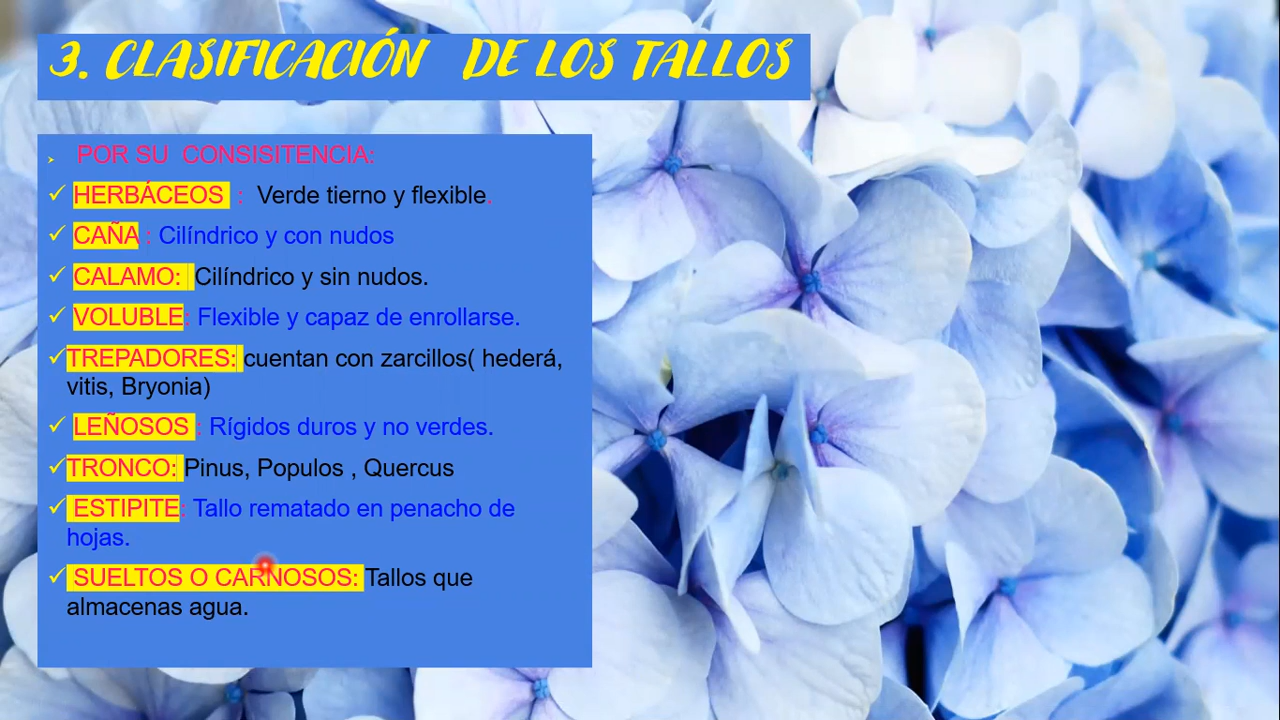 3. CLASIFICACIÓN DE LOS TALLOS
POR SU CONSISITENCIA:
HERBÁCEOS : Verde tierno y flexible.
CAÑA : Cilíndrico y con nudos
CALAMO: Cilíndrico y sin nudos.
VOLUBLE: Flexible y capaz de enrollarse.
TREPADORES: cuentan con zarcillos( hederá,
vitis, Bryonia)
LEÑOSOS : Rígidos duros y no verdes.
TRONCO: Pinus, Populos , Quercus
ESTIPITE: Tallo rematado en penacho de
hojas.
SUELTOS O CARNOSOS: Tallos que
almacenas agua.